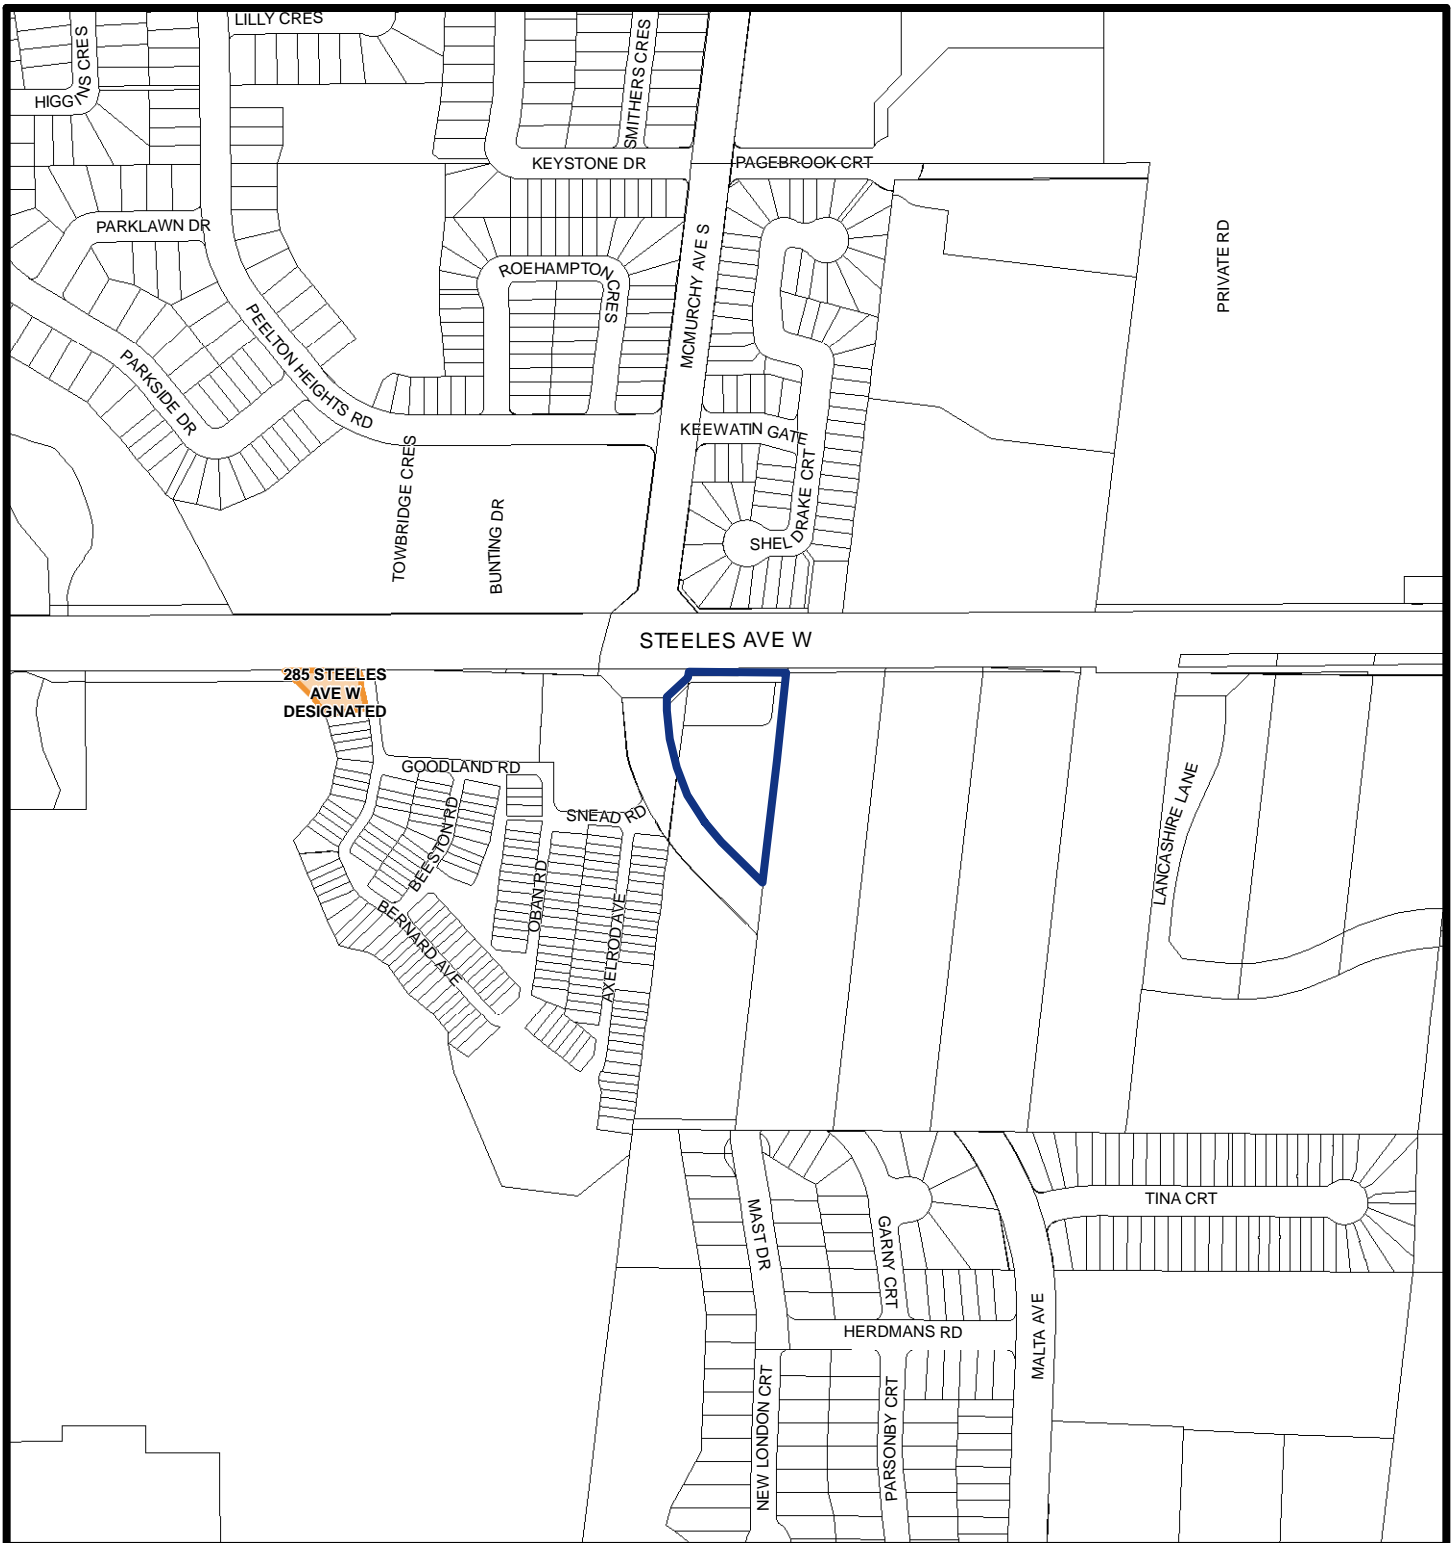 LILLY CRES
HIGGINS CRES
SMITHERS CRES
KEYSTONE DR
PAGEBROOK CRT
PARKLAWN DR
PRIVATE RD
ROEHAMPTON CRES
MCMURCHY AVE S
PEELTON HEIGHTS RD
PARKSIDE DR
KEEWATIN GATE
TOWBRIDGE CRES
BUNTING DR
SHELDRAKE CRT
STEELES AVE W
285 STEELES
AVE W
DESIGNATED
GOODLAND RD
SNEAD RD
BEESTON RD
LANCASHIRE LANE
OBAN RD
AXELROD AVE
BERNARD AVE
TINA CRT
MAST DR
GARNY CRT
HERDMANS RD
MALTA AVE
NEW LONDON CRT
PARSONBY CRT